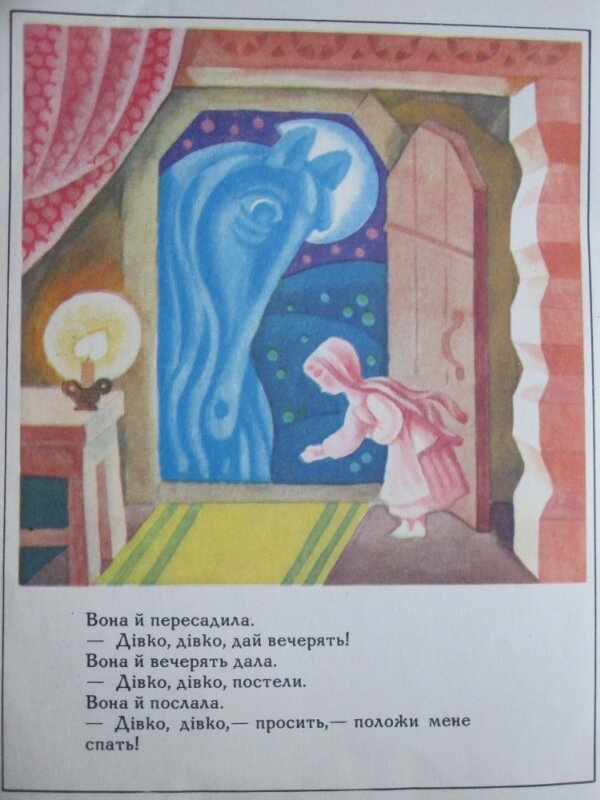 Вона й пересадила.
— Дівко, дівко, дай вечерять!
Вона й вечерять дала.
— Дівко, дівко, постели.
Вона й послала.
— Дівко, дівко,— просить,— положи мене
спать!